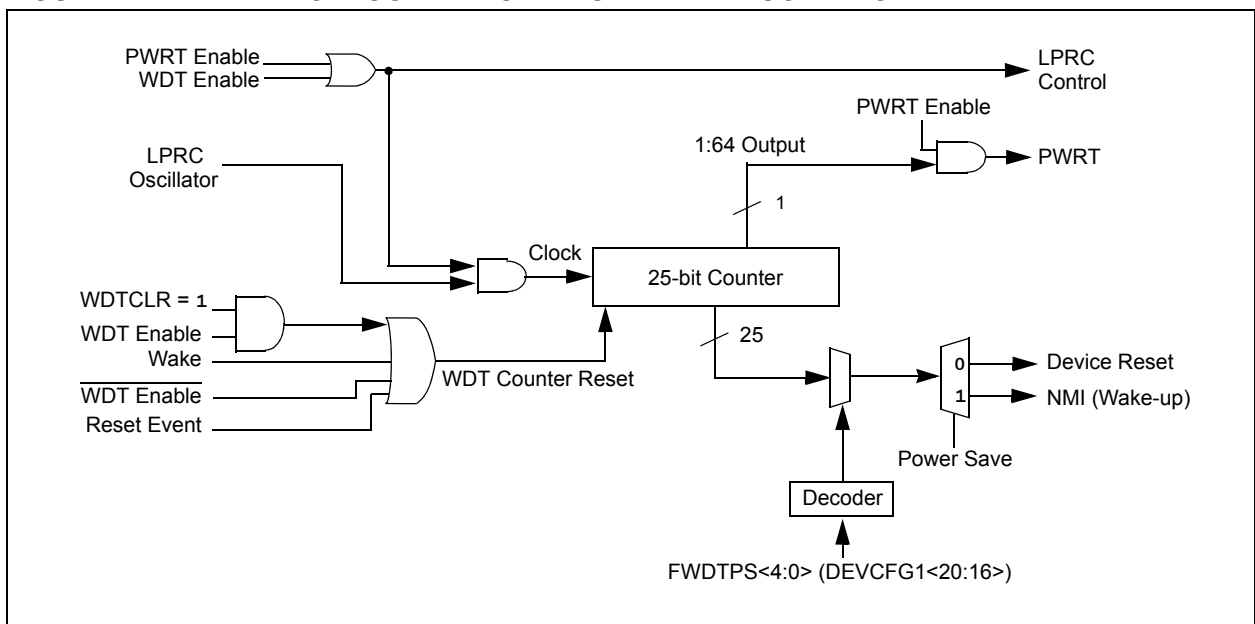 PWRT Enable
WDT Enable
LPRC
Control
PWRT Enable
1:64 Output
PWRT
LPRC
Oscillator
1
Clock
25-bit Counter
WDTCLR = 1
WDT Enable
Wake
25
WDT Counter Reset
WDT Enable
Reset Event
0
Device Reset
1
NMI (Wake-up)
Power Save
Decoder
FWDTPS<4:0> (DEVCFG1<20:16>)